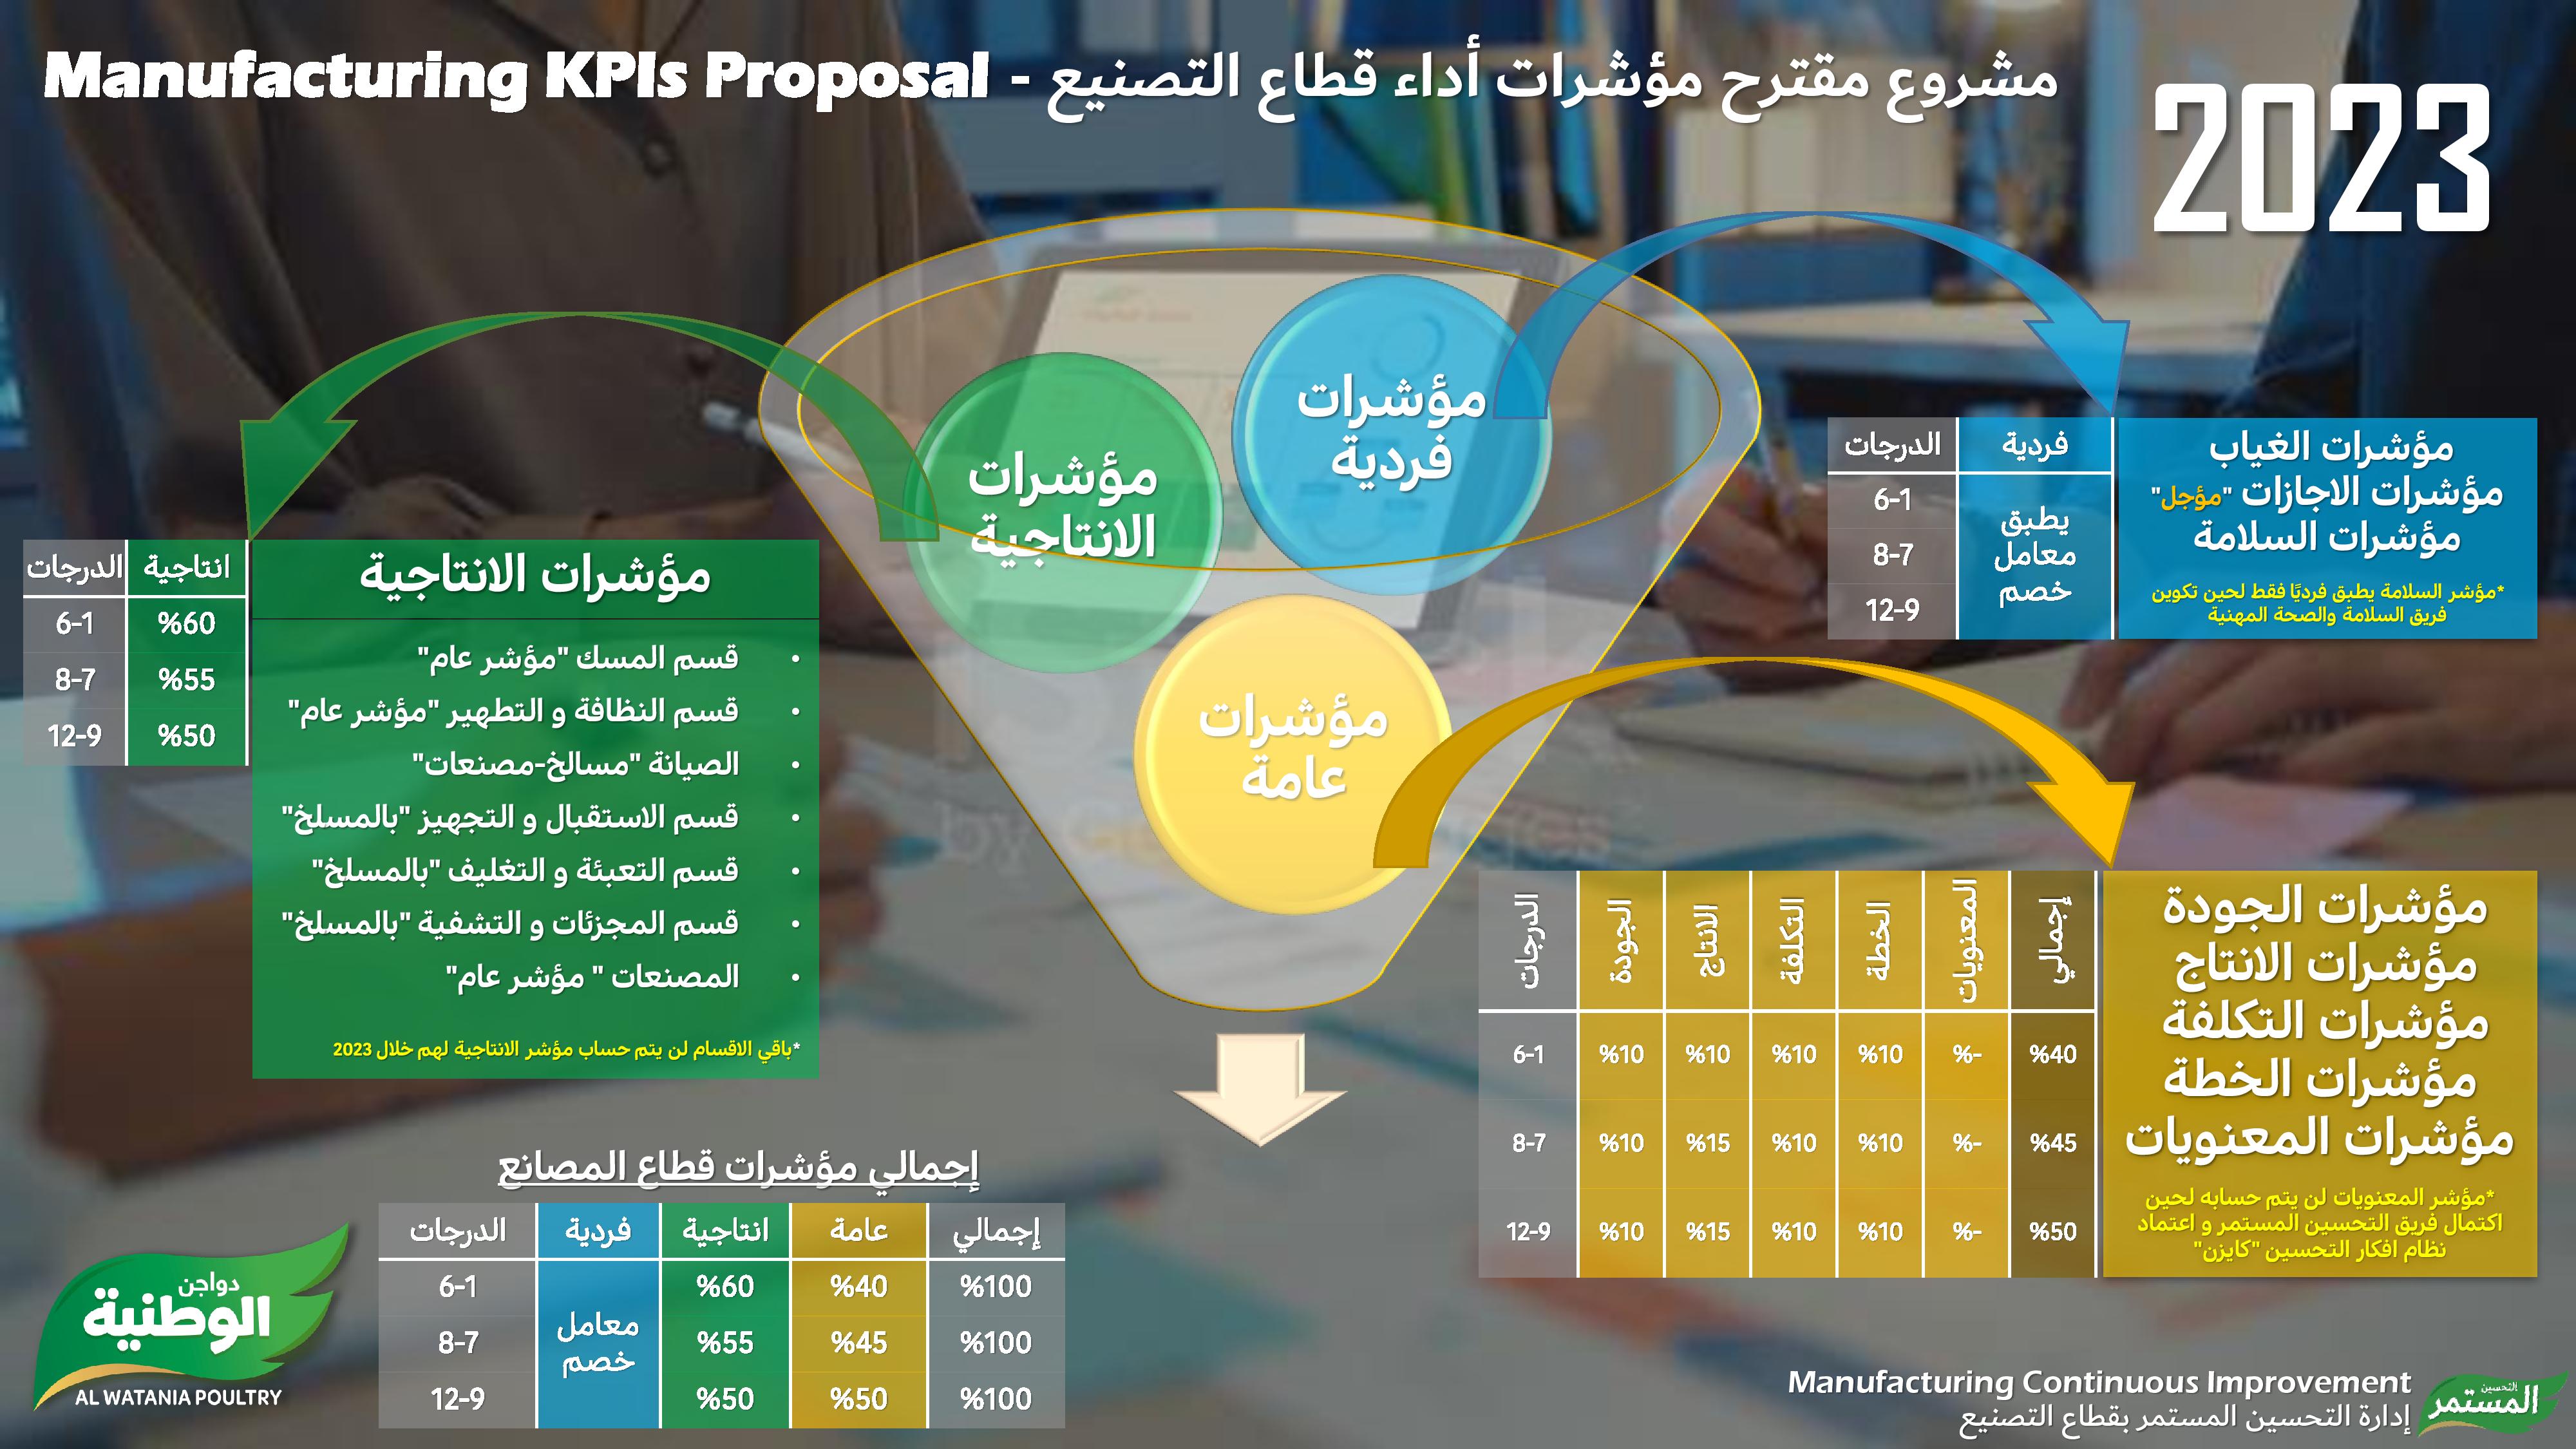 مشروع مقترح مؤشرات أداء قطاع التصنيع - Manufacturing KPIs Proposal
2023
مؤشرات
فردية
مؤشرات
الانتاجية
مؤشرات
عامة
مؤشرات الغياب
مؤشرات الاجازات "مؤجل"
مؤشرات السلامة
*مؤشر السلامة يطبق فرديًا فقط لحين تكوين
فريق السلامة والصحة المهنية
فردية الدرجات
يطبق
معامل
خصم
6-1
8-7
12-9
مؤشرات الانتاجية
• قسم المسك "مؤشر عام"
• قسم النظافة و التطهير "مؤشر عام"
• الصيانة "مسالخ-مصنعات"
• قسم الاستقبال و التجهيز "بالمسلخ"
• قسم التعبئة و التغليف "بالمسلخ"
• قسم المجزئات و التشفية "بالمسلخ"
• المصنعات " مؤشر عام"
*باقي الاقسام لن يتم حساب مؤشر الانتاجية لهم خلال 2023
انتاجية الدرجات
%60 6-1
%55 8-7
%50 12-9
مؤشرات الجودة
مؤشرات الانتاج
مؤشرات التكلفة
مؤشرات الخطة
مؤشرات المعنويات
*مؤشر المعنويات لن يتم حسابه لحين
اكتمال فريق التحسين المستمر و اعتماد
نظام افكار التحسين "كايزن"
إجمالي المعنويات الخطة التكلفة الانتاج الجودة الدرجات
%40 %- %10 %10 %10 %10 6-1
%45 %- %10 %10 %15 %10 8-7
%50 %- %10 %10 %15 %10 12-9
إجمالي مؤشرات قطاع المصانع
إجمالي عامة انتاجية فردية الدرجات
%100 %40 %60 6-1
%100 %45 %55 8-7
%100 %50 %50 12-9
معامل
خصم
دواجن
الوطنية
AL WATANIA POULTRY
Manufacturing Continuous Improvement
إدارة التحسين المستمر بقطاع التصنيع
التحسين
المستمر